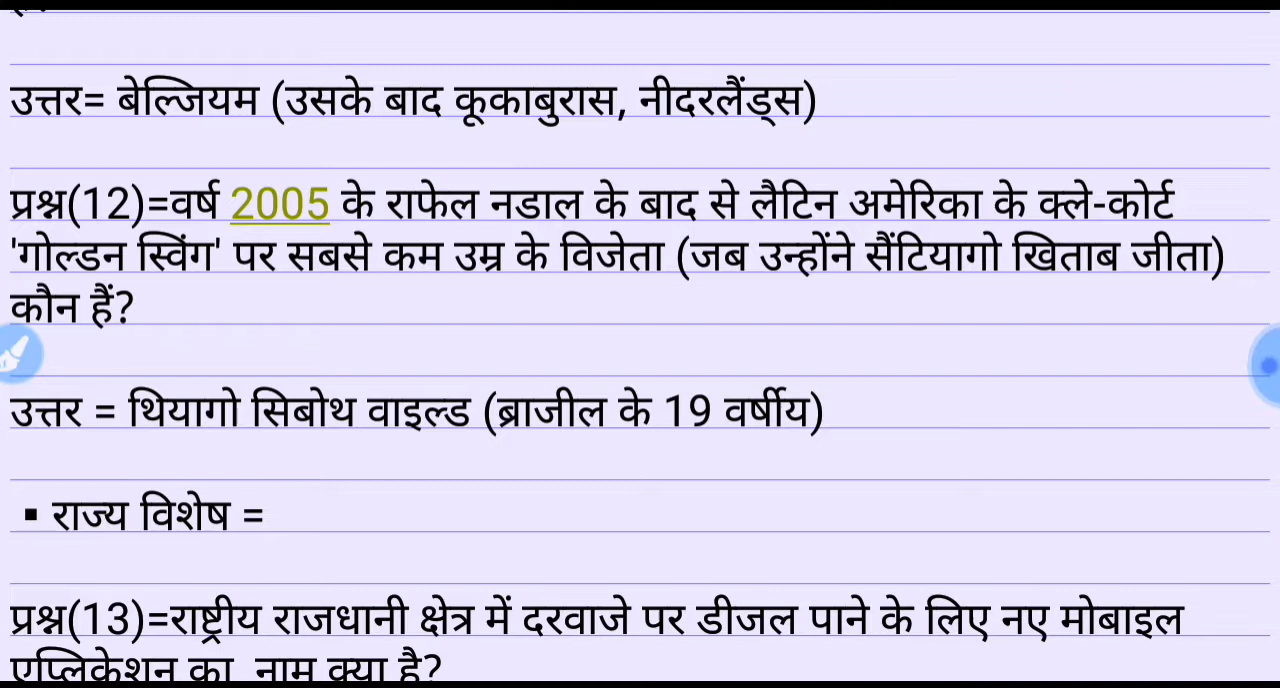 उत्तर= बेल्जियम (उसके बाद कूकाबुरास, नीदरलैंड्स)
प्रश्न(12)=वर्ष 2005 के राफेल नडाल के बाद से लैटिन अमेरिका के क्ले-कोर्ट
'गोल्डन स्विंग' पर सबसे कम उम्र के विजेता (जब उन्होंने सैंटियागो खिताब जीता)
कौन हैं?
उत्तर = थियागो सिबोथ वाइल्ड (ब्राजील के 19 वर्षीय)
▪ राज्य विशेष =
प्रश्न(13)=राष्ट्रीय राजधानी क्षेत्र में दरवाजे पर डीजल पाने के लिए नए मोबाइल
एप्लिकेशन का नाम क्या है?